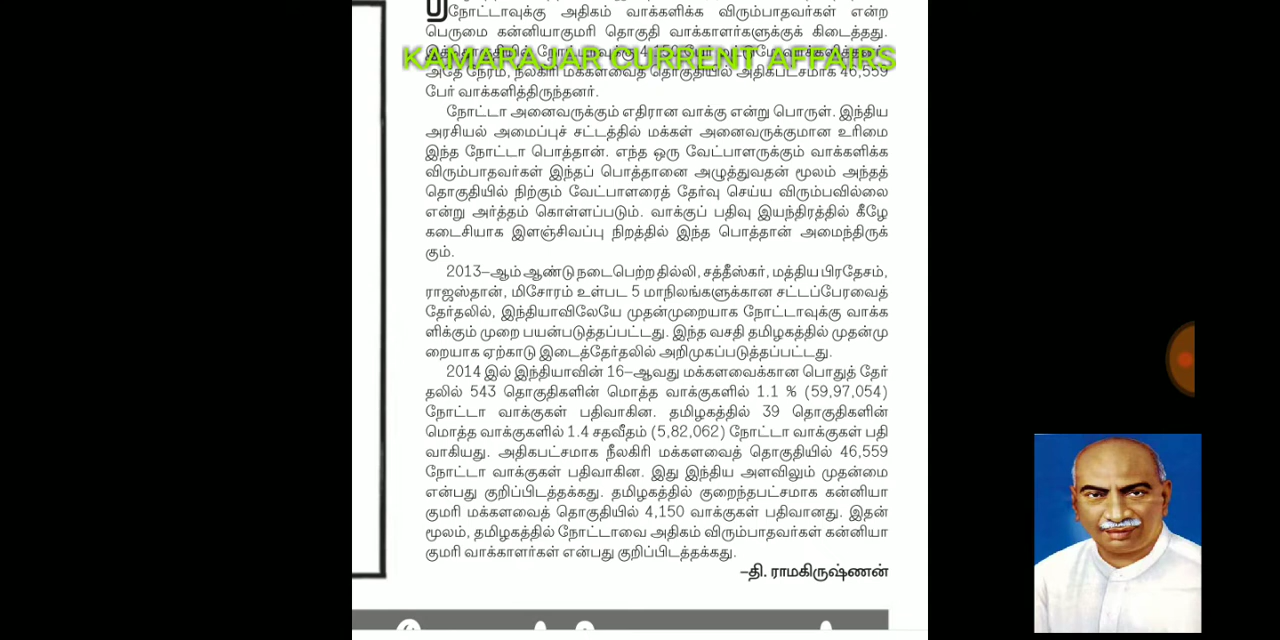 நோட்டாவுக்கு அதிகம் வாக்களிக்க விரும்பாதவர்கள் என்ற
பெருமை கன்னியாகுமரி தொகுதி வாக்காளர்களுக்குக் கிடைத்தது.
KAMARAJAR CURRENT AFFAIRS
அதே நேரம், நீலகிரி மக்களவைத் தொகுதியில் அதிகபட்சமாக 46,559
பேர் வாக்களித்திருந்தனர்.
நோட்டா அனைவருக்கும் எதிரான வாக்கு என்று பொருள். இந்திய
அரசியல் அமைப்புச் சட்டத்தில் மக்கள் அனைவருக்குமான உரிமை
இந்த நோட்டா பொத்தான். எந்த ஒரு வேட்பாளருக்கும் வாக்களிக்க
விரும்பாதவர்கள் இந்தப் பொத்தானை அழுத்துவதன் மூலம் அந்தத்
தொகுதியில் நிற்கும் வேட்பாளரைத் தேர்வு செய்ய விரும்பவில்லை
என்று அர்த்தம் கொள்ளப்படும். வாக்குப் பதிவு இயந்திரத்தில் கீழே
கடைசியாக இளஞ்சிவப்பு நிறத்தில் இந்த பொத்தான் அமைந்திருக்
கும்.
2013–ஆம் ஆண்டு நடைபெற்ற தில்லி, சத்தீஸ்கர், மத்திய பிரதேசம்,
ராஜஸ்தான், மிசோரம் உள்பட 5 மாநிலங்களுக்கான சட்டப்பேரவைத்
தேர்தலில், இந்தியாவிலேயே முதன்முறையாக நோட்டாவுக்கு வாக்க
ளிக்கும் முறை பயன்படுத்தப்பட்டது. இந்த வசதி தமிழகத்தில் முதன்மு
றையாக ஏற்காடு இடைத்தேர்தலில் அறிமுகப்படுத்தப்பட்டது.
2014 இல் இந்தியாவின் 16–ஆவது மக்களவைக்கான பொதுத் தேர்
தலில் 543 தொகுதிகளின் மொத்த வாக்குகளில் 1.1 % (59,97,054)
நோட்டா வாக்குகள் பதிவாகின. தமிழகத்தில் 39 தொகுதிகளின்
மொத்த வாக்குகளில் 1.4 சதவீதம் (5,82,062) நோட்டா வாக்குகள் பதி
வாகியது. அதிகபட்சமாக நீலகிரி மக்களவைத் தொகுதியில் 46,559
நோட்டா வாக்குகள் பதிவாகின. இது இந்திய அளவிலும் முதன்மை
என்பது குறிப்பிடத்தக்கது. தமிழகத்தில் குறைந்தபட்சமாக கன்னியா
குமரி மக்களவைத் தொகுதியில் 4,150 வாக்குகள் பதிவானது. இதன்
மூலம், தமிழகத்தில் நோட்டாவை அதிகம் விரும்பாதவர்கள் கன்னியா
குமரி வாக்காளர்கள் என்பது குறிப்பிடத்தக்கது.
–தி. ராமகிருஷ்ணன்